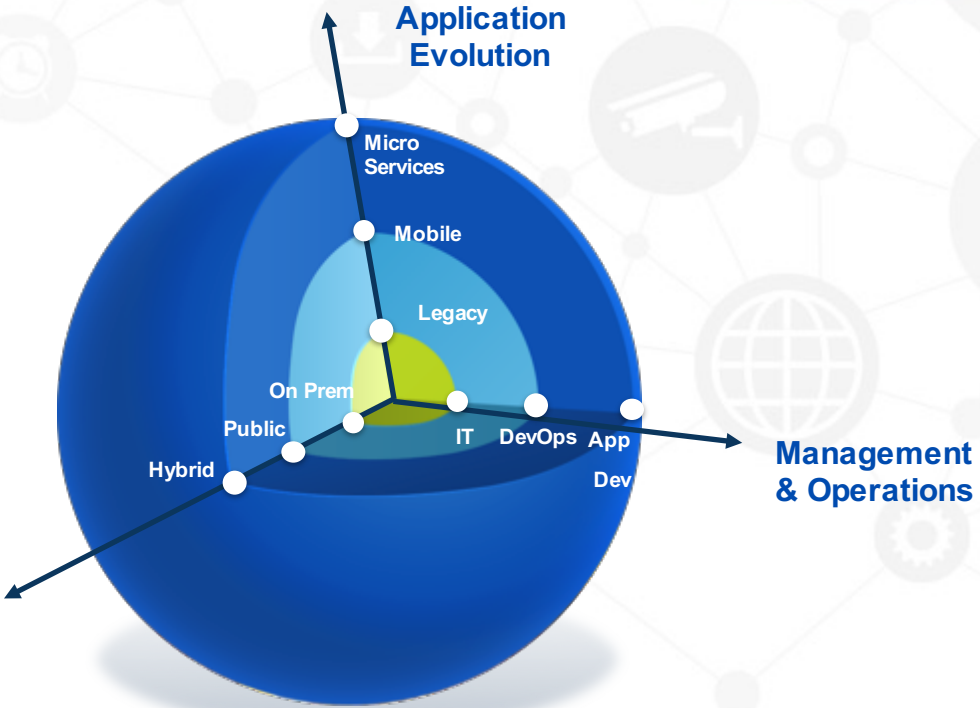 Application
Evolution
Micro
Services
Mobile
Legacy
On Prem
Public
Hybrid
IT
DevOps
App
Dev
Management
& Operations